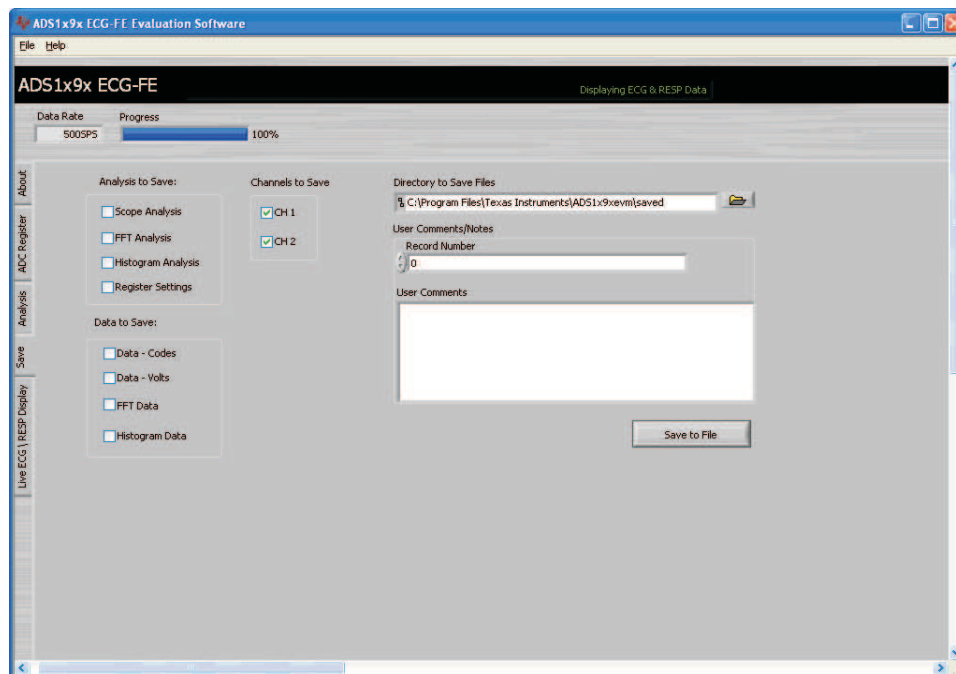 ADS1x9x ECG-FE Evaluation Software
File Help
ADS1x9x ECG-FE
Displaying ECG & RESP Data
Data Rate
Progress
500SPS
100%
About
ADC Register
Analysis
Save
Live ECG \ RESP Display
Analysis to Save:
Scope Analysis
FFT Analysis
Histogram Analysis
Register Settings
Data to Save:
Data - Codes
Data - Volts
FFT Data
Histogram Data
Channels to Save
CH 1
CH 2
Directory to Save Files
C:\Program Files\Texas Instruments\ADS1x9xevm\saved
User Comments/Notes
Record Number
0
User Comments
Save to File